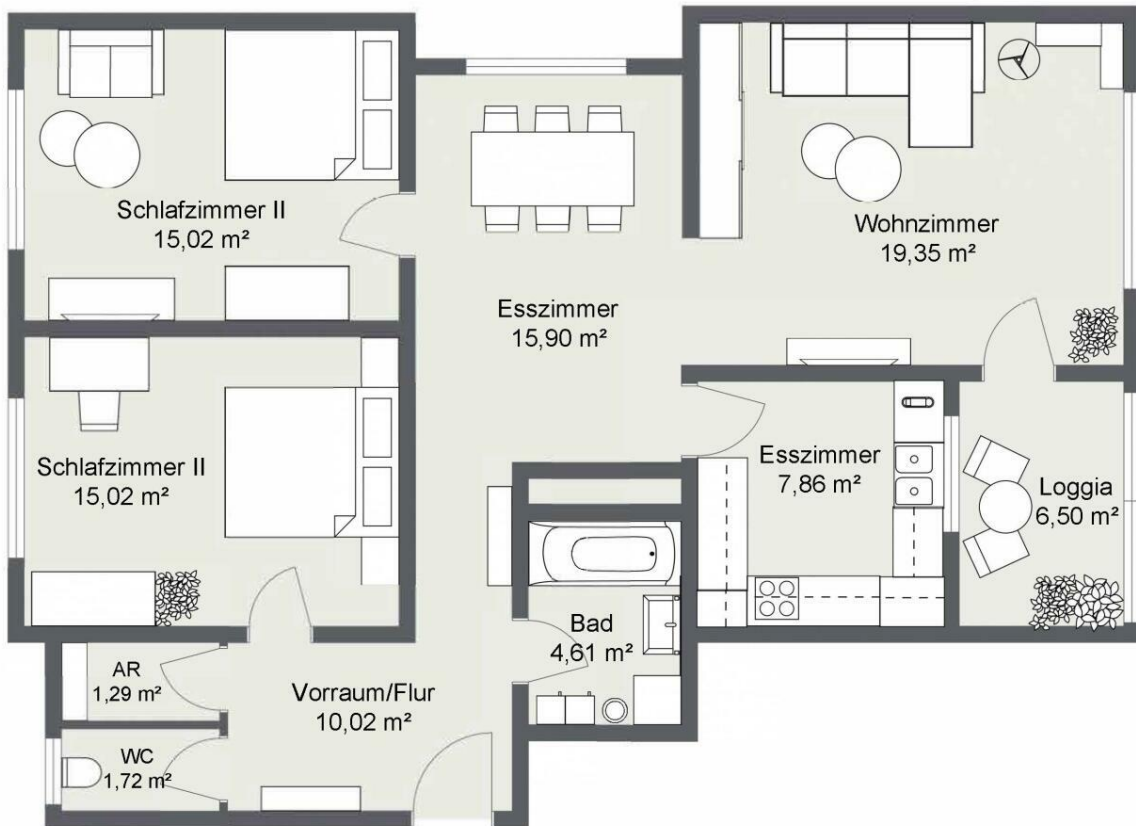 Schlafzimmer II
15,02 m²
Wohnzimmer
19,35 m²
Esszimmer
15,90 m²
Schlafzimmer II
15,02 m²
Esszimmer
7,86 m²
Loggia
6,50 m²
Bad
4,61 m²
AR
1,29 m²
Vorraum/Flur
10,02 m²
WC
1,72 m²